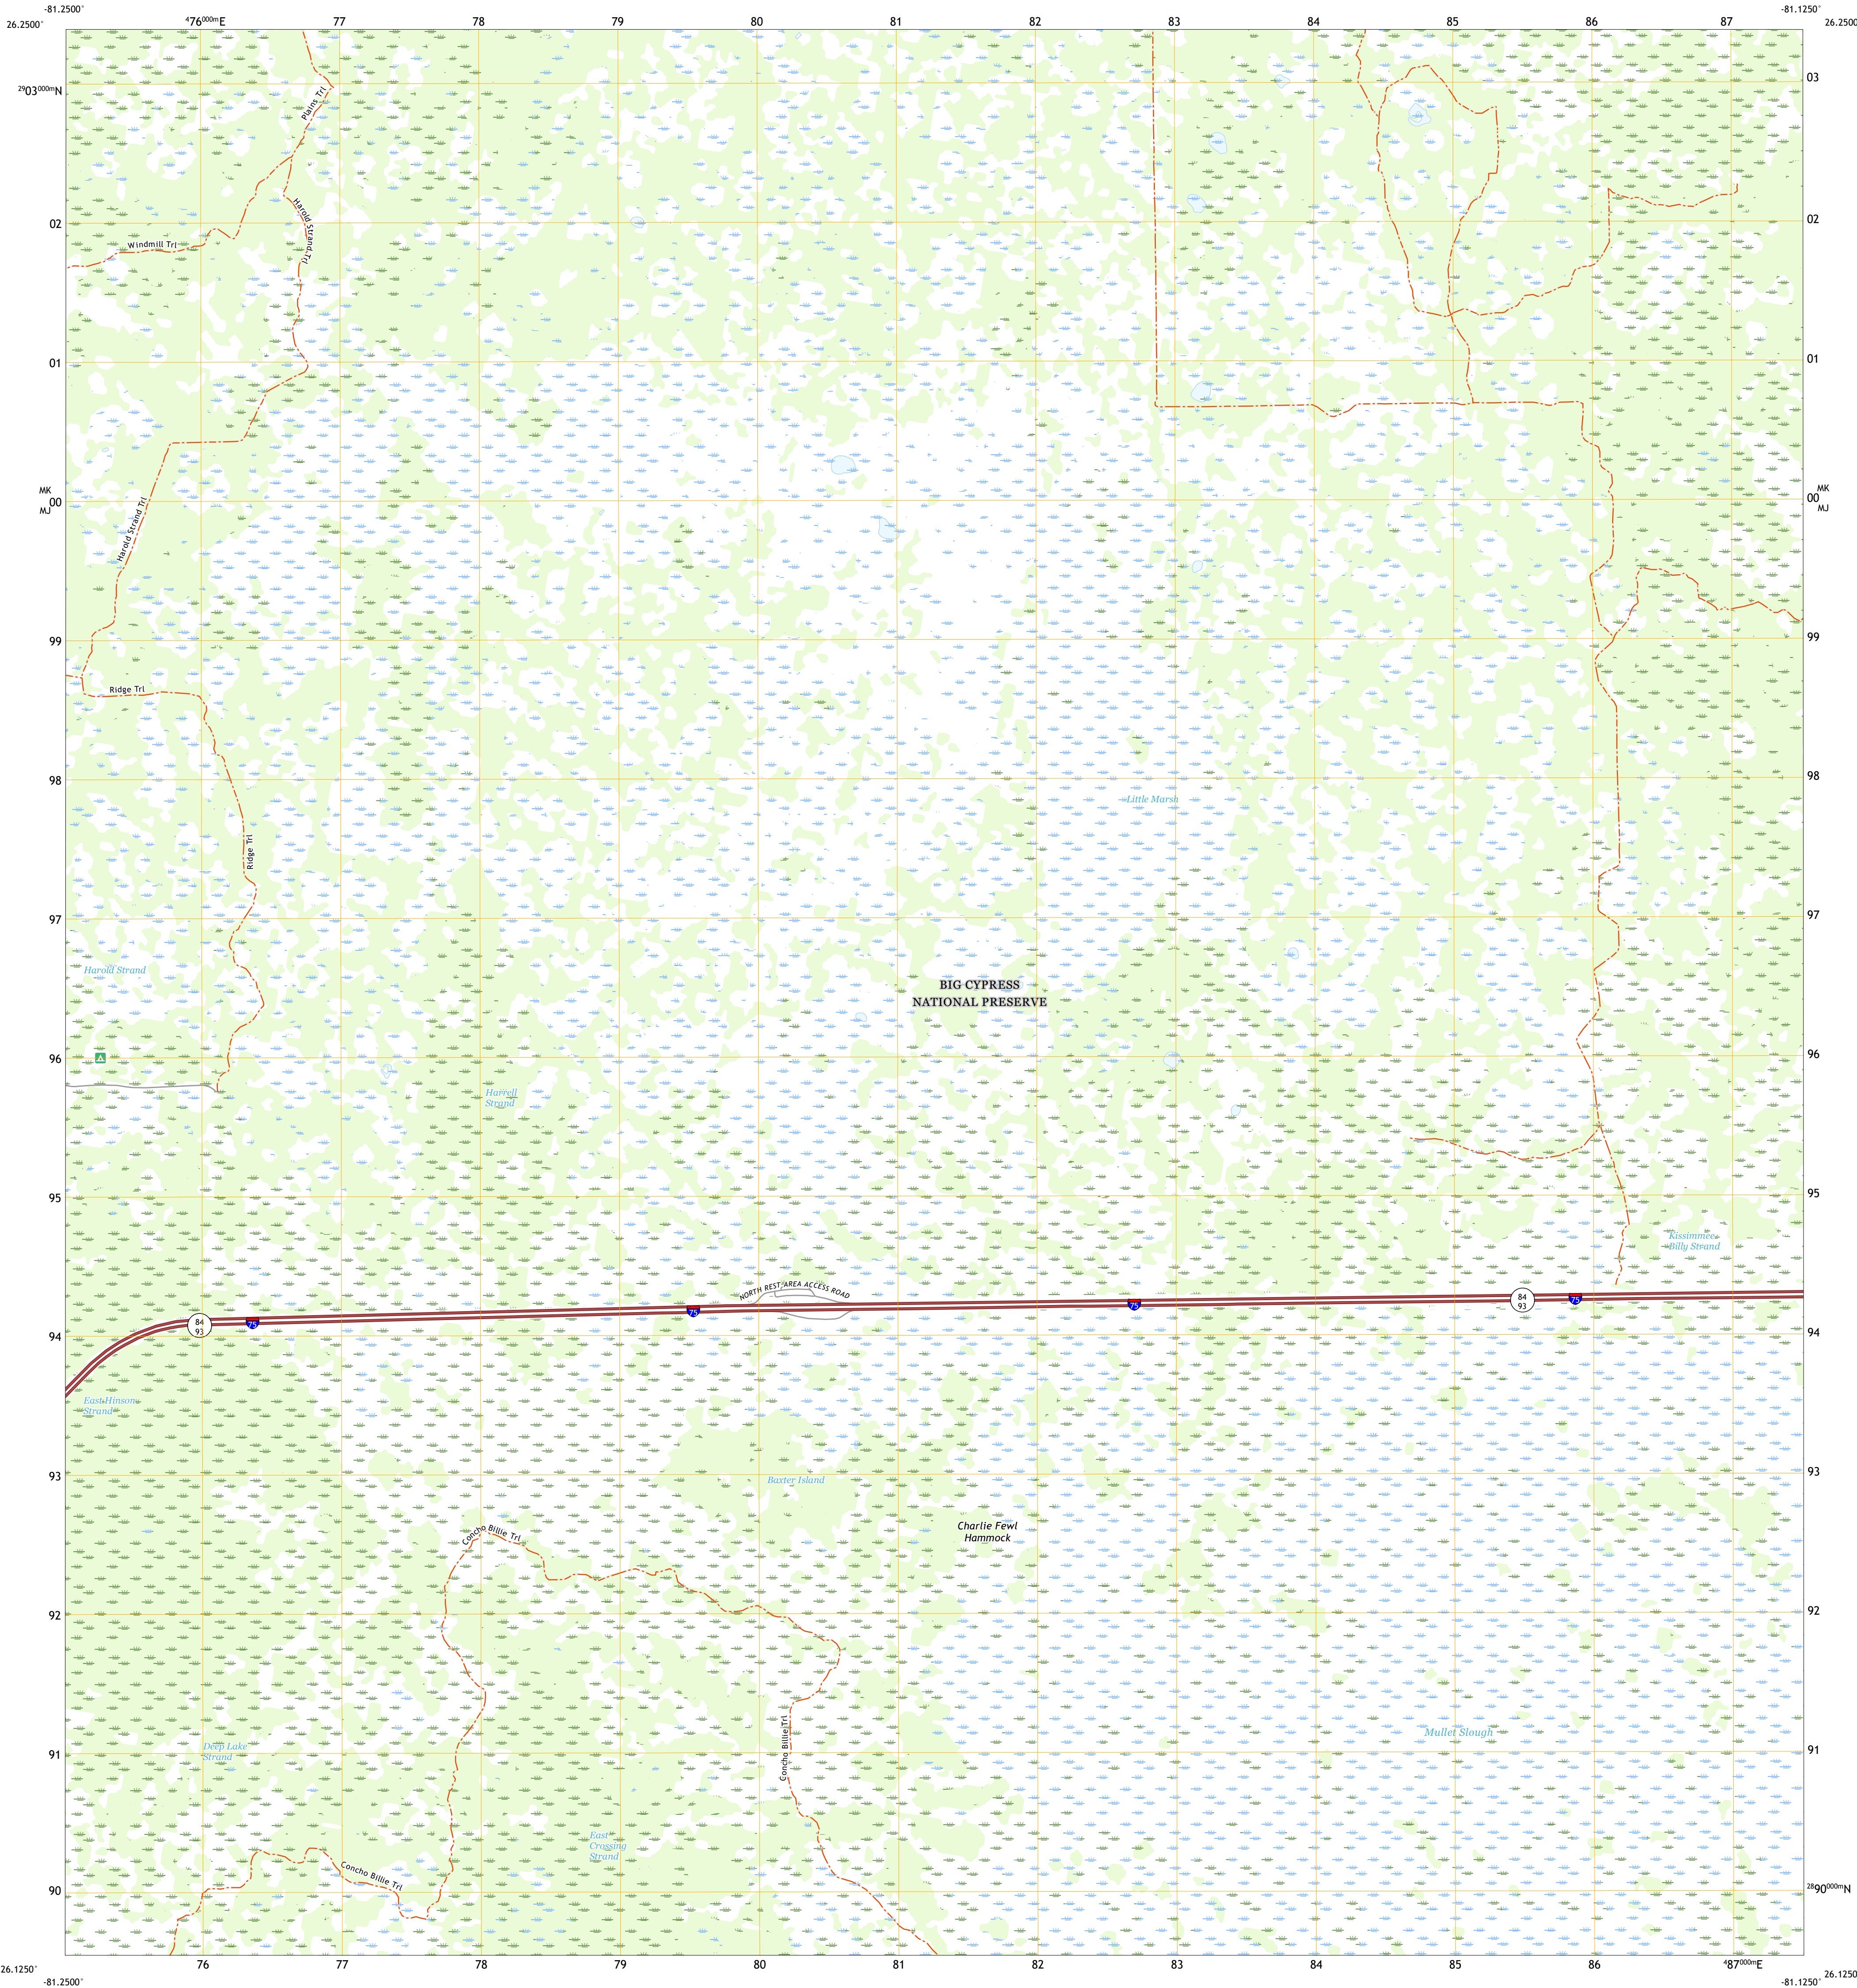 -81.2500°
-81.1250°
26.2500°
⁴76⁰⁰⁰ᵐE
77
78
79
80
81
82
83
84
85
86
87
26.2500
²⁹03⁰⁰⁰ᵐN
03
Plains Trl
Harold Strand Trl
02
02
Windmill Trl
01
01
MK
00
MJ
MK
00
MJ
Harold Strand Trl
99
99
Ridge Trl
98
98
Little Marsh
Ridge Trl
97
97
Harold Strand
BIG CYPRESS
NATIONAL PRESERVE
96
96
Harrell
Strand
95
95
Kissimmee
Billy Strand
NORTH REST AREA ACCESS ROAD
84
93
75
75
75
84
93
75
94
94
East Hinson
Strand
93
93
Baxter Island
Charlie Fewl
Hammock
Concho Billie Trl
92
92
Concho Billie Trl
Mullet Slough
Deep Lake
Strand
91
91
East
Crossing
Strand
Concho Billie Trl
90
²⁸90⁰⁰⁰ᵐN
76
77
78
79
80
81
82
83
84
85
86
⁴87⁰⁰⁰ᵐ
26.1250°
26.1250
-81.2500°
-81.1250°